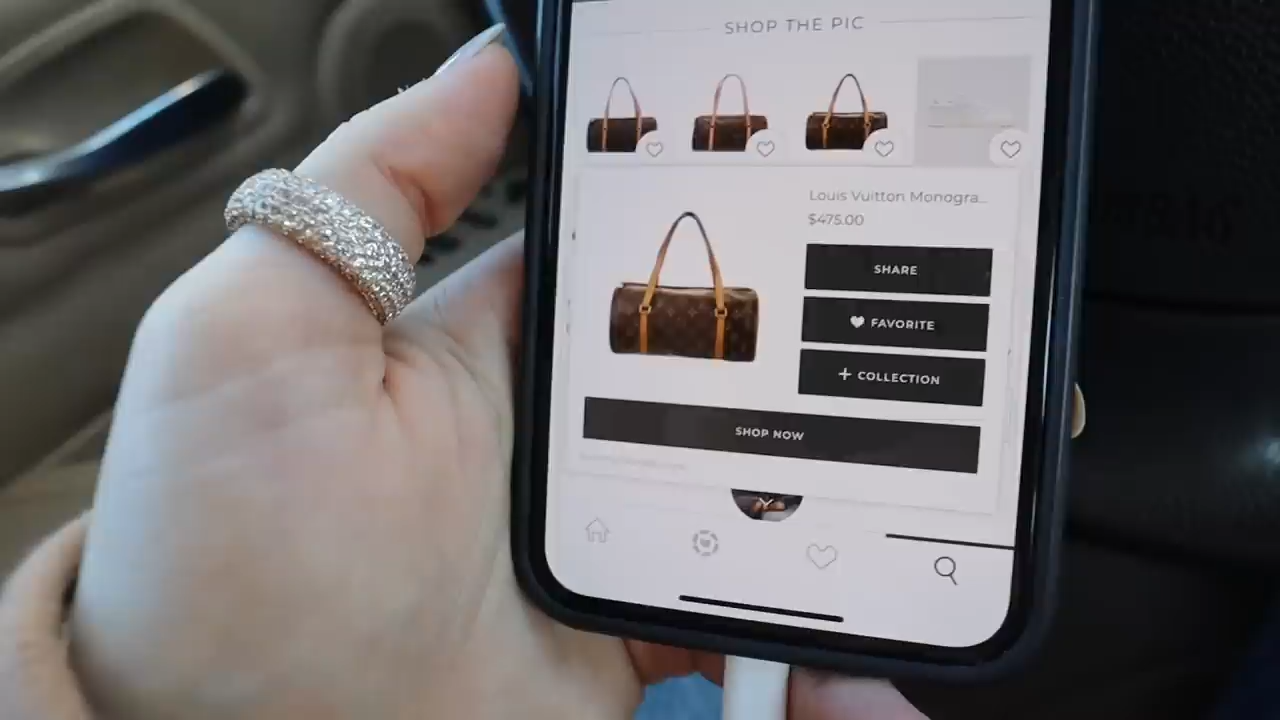 SHOP THE PIC
Louis Vuitton Monogra...
$475.00
SHARE
FAVORITE
+ COLLECTION
SHOP NOW